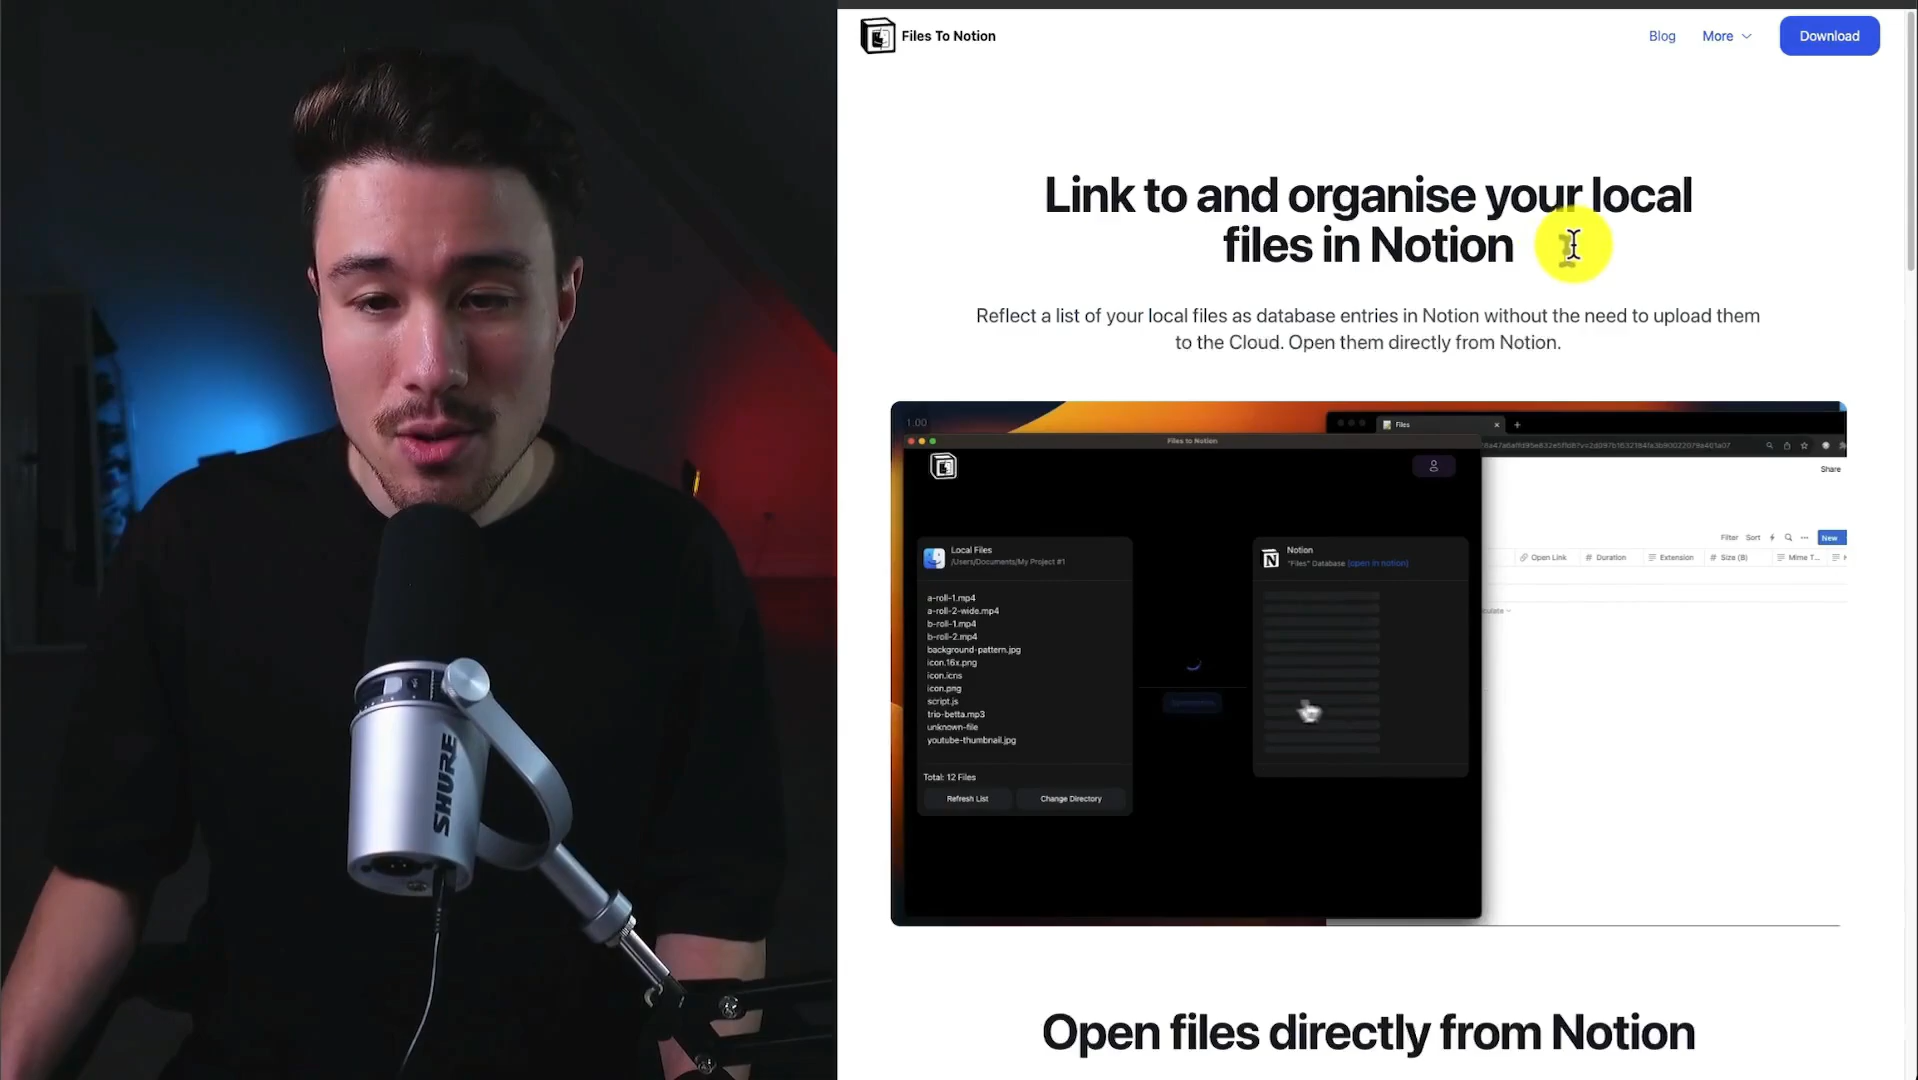 Files To Notion
Blog
More
Download
Link to and organise your local
files in Notion
Reflect a list of your local files as database entries in Notion without the need to upload them
to the Cloud. Open them directly from Notion.
1.00
Files to Notion
Files
Share
Local Files
/Users/Documents/My Project #1
a-roll-1.mp4
a-roll-2-wide.mp4
b-roll-1.mp4
b-roll-2.mp4
background-pattern.jpg
icon.16x.png
icon.icns
icon.png
script.js
trio-betta.mp3
unknown-file
youtube-thumbnail.jpg
Total: 12 Files
Refresh List
Change Directory
Notion
"Files" Database [open in notion]
Filter Sort New
Open Link # Duration Extension # Size (B) Mime T...
Open files directly from Notion
SHURE